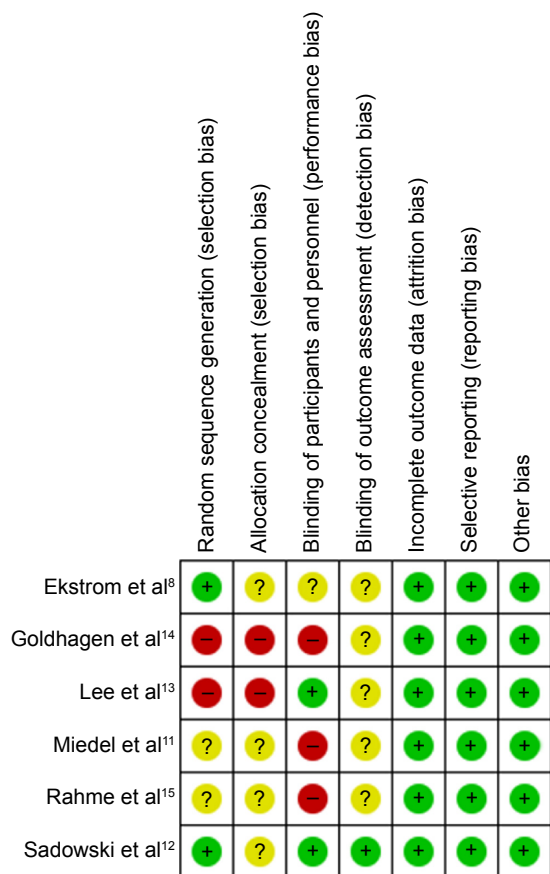 Random sequence generation (selection bias)
Allocation concealment (selection bias)
Blinding of participants and personnel (performance bias)
Blinding of outcome assessment (detection bias)
Incomplete outcome data (attrition bias)
Selective reporting (reporting bias)
Other bias
Ekstrom et al⁸ + ? ? ? + + +
Goldhagen et al¹⁴ – – – ? + + +
Lee et al¹³ – – + ? + + +
Miedel et al¹¹ ? ? – ? + + +
Rahme et al¹⁵ ? ? – ? + + +
Sadowski et al¹² + ? + + + + +